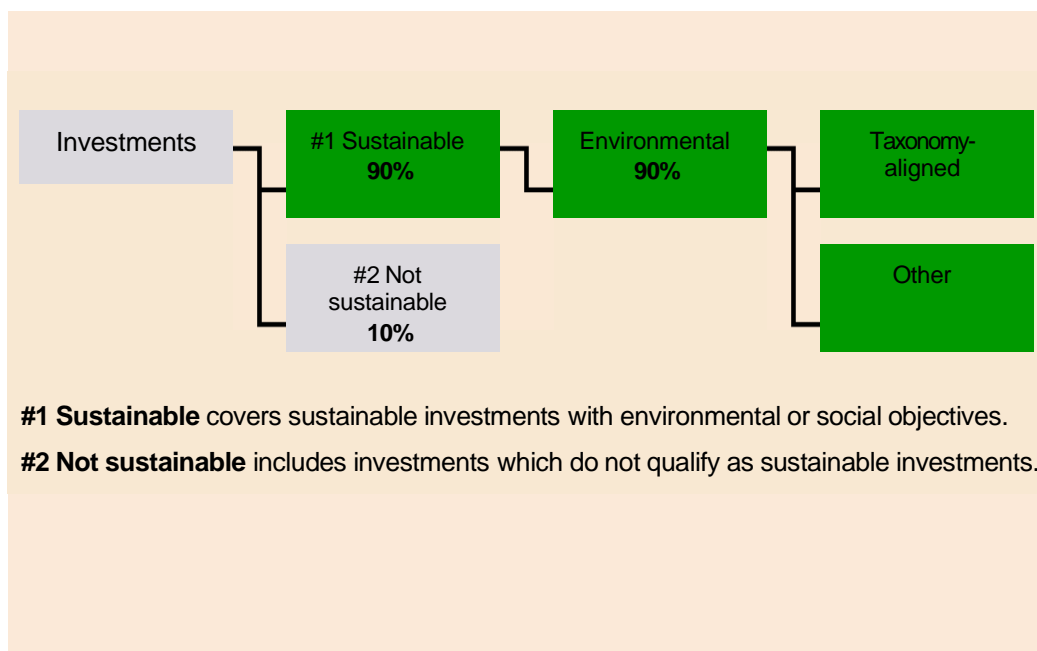 Investments
#1 Sustainable
90%
Environmental
90%
Taxonomy-
aligned
#2 Not
sustainable
10%
Other
#1 Sustainable covers sustainable investments with environmental or social objectives.
#2 Not sustainable includes investments which do not qualify as sustainable investments.